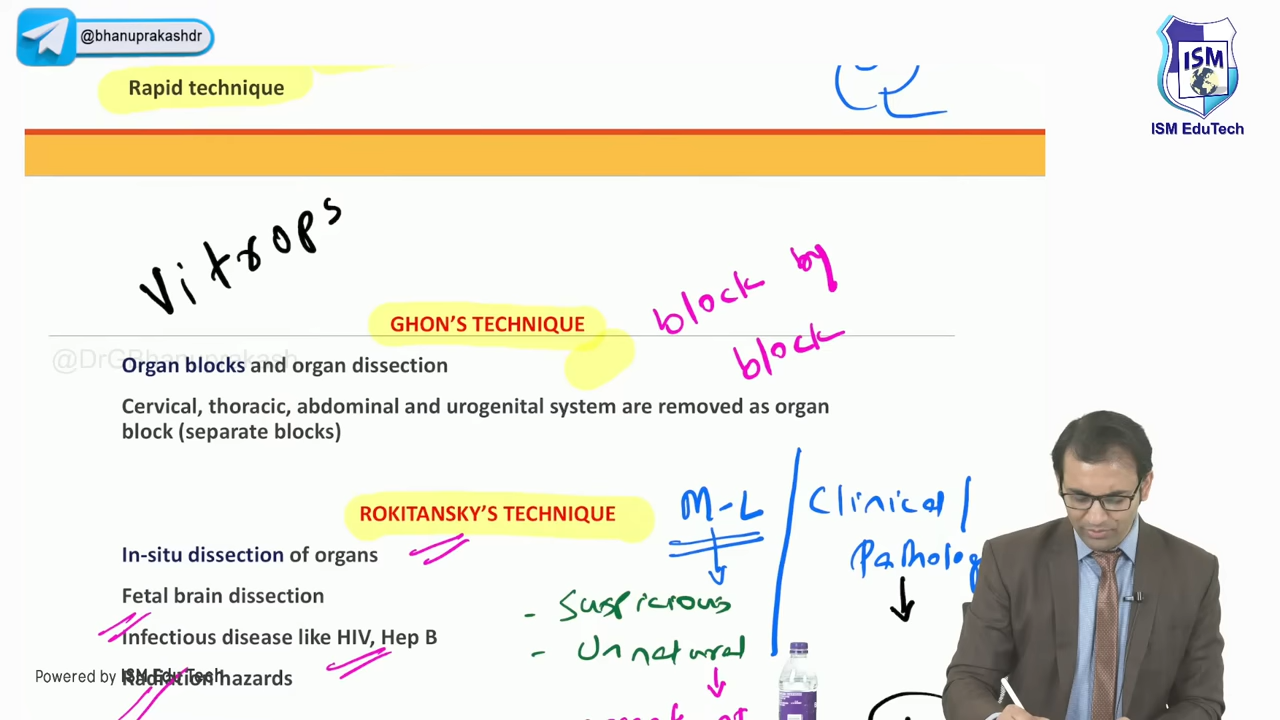 @bhanuprakashdr
ISM
ISM EduTech
Rapid technique
Vitrops
block by
block
GHON'S TECHNIQUE
@DrGBhanuprakash
Organ blocks and organ dissection
Cervical, thoracic, abdominal and urogenital system are removed as organ
block (separate blocks)
ROKITANSKY'S TECHNIQUE
M-L
Clinical /
Patholog
In-situ dissection of organs
Fetal brain dissection
- Suspicious
Infectious disease like HIV, Hep B
- Unnatural
Powered by ISM EduTech
Radiation hazards